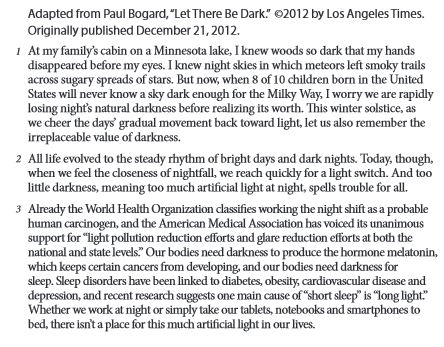 Adapted from Paul Bogard, “Let There Be Dark.” ©2012 by Los Angeles Times.
Originally published December 21, 2012.
1 At my family’s cabin on a Minnesota lake, I knew woods so dark that my hands
disappeared before my eyes. I knew night skies in which meteors left smoky trails
across sugary spreads of stars. But now, when 8 of 10 children born in the United
States will never know a sky dark enough for the Milky Way, I worry we are rapidly
losing night’s natural darkness before realizing its worth. This winter solstice, as
we cheer the days’ gradual movement back toward light, let us also remember the
irreplaceable value of darkness.
2 All life evolved to the steady rhythm of bright days and dark nights. Today, though,
when we feel the closeness of nightfall, we reach quickly for a light switch. And too
little darkness, meaning too much artificial light at night, spells trouble for all.
3 Already the World Health Organization classifies working the night shift as a probable
human carcinogen, and the American Medical Association has voiced its unanimous
support for “light pollution reduction efforts and glare reduction efforts at both the
national and state levels.” Our bodies need darkness to produce the hormone melatonin,
which keeps certain cancers from developing, and our bodies need darkness for
sleep. Sleep disorders have been linked to diabetes, obesity, cardiovascular disease and
depression, and recent research suggests one main cause of “short sleep” is “long light.”
Whether we work at night or simply take our tablets, notebooks and smartphones to
bed, there isn’t a place for this much artificial light in our lives.